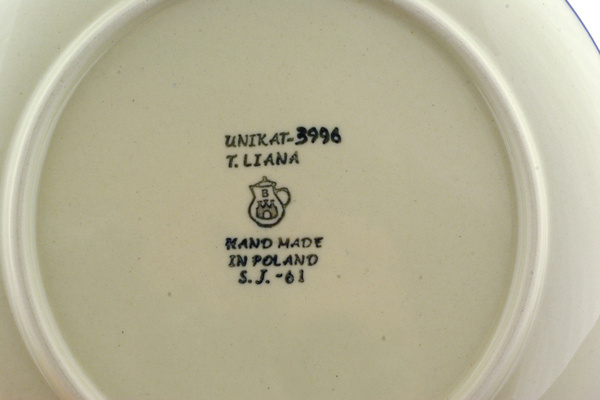 UNIKAT-3996
T. LIANA
B
HAND MADE
IN POLAND
S.J.-61